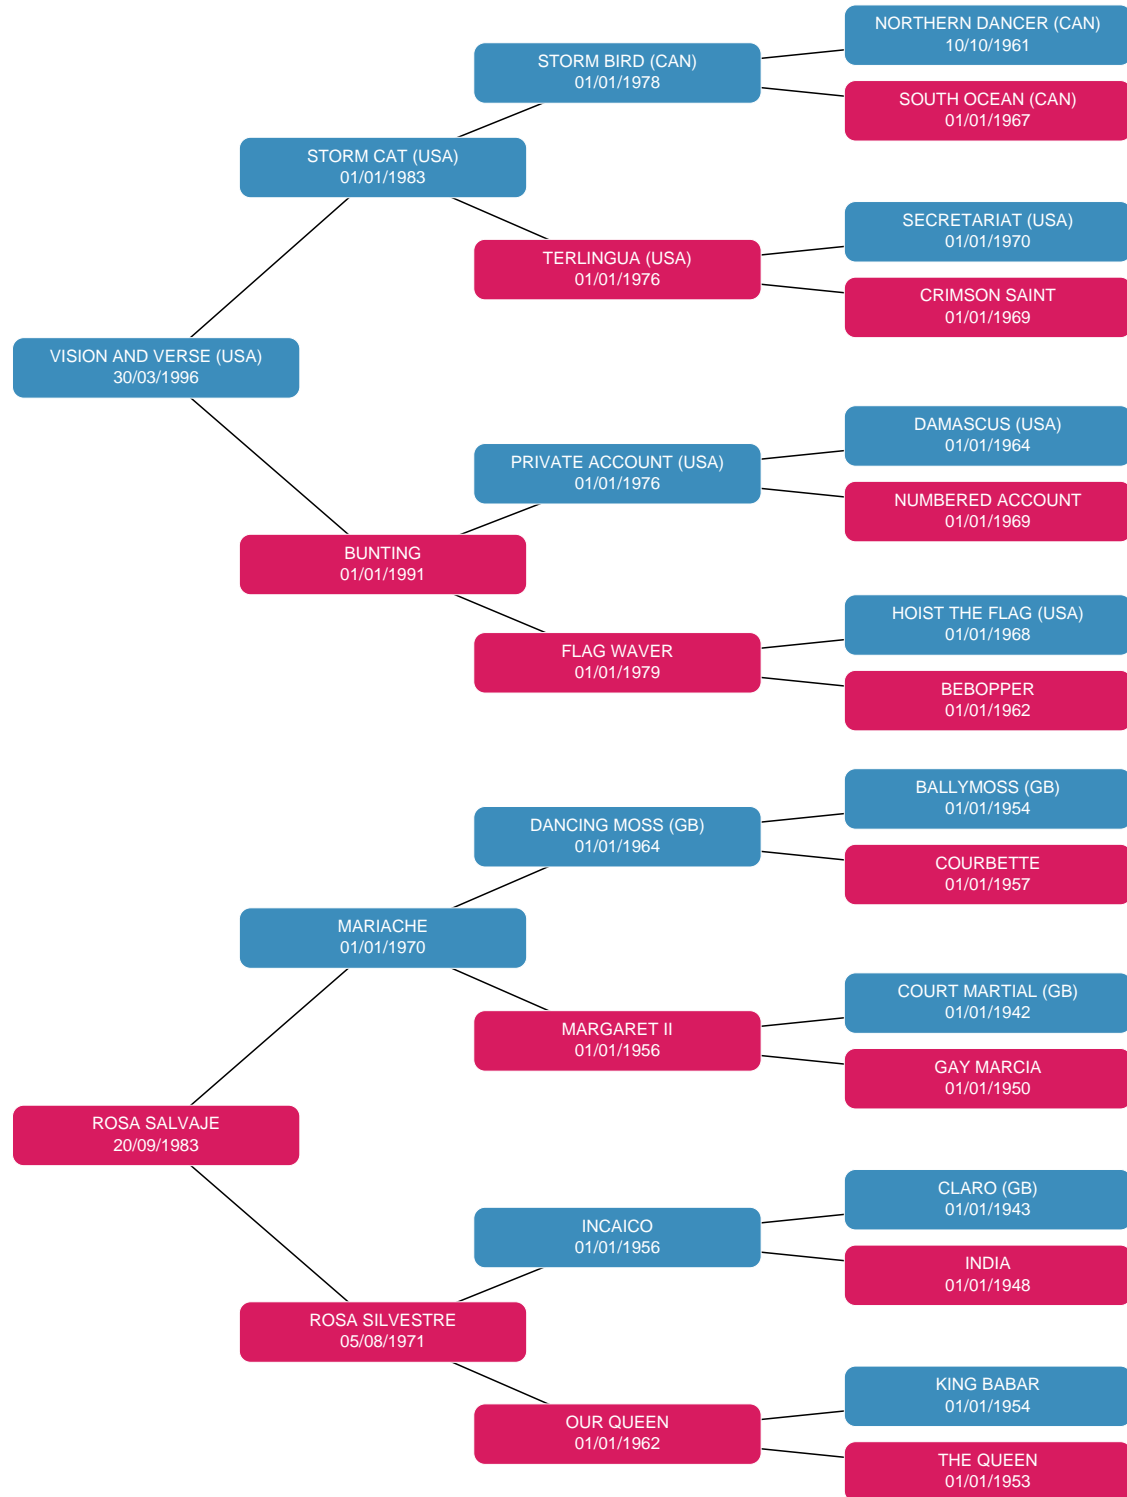 NORTHERN DANCER (CAN)
10/10/1961
STORM BIRD (CAN)
01/01/1978
SOUTH OCEAN (CAN)
01/01/1967
STORM CAT (USA)
01/01/1983
SECRETARIAT (USA)
01/01/1970
TERLINGUA (USA)
01/01/1976
CRIMSON SAINT
01/01/1969
VISION AND VERSE (USA)
30/03/1996
DAMASCUS (USA)
01/01/1964
PRIVATE ACCOUNT (USA)
01/01/1976
NUMBERED ACCOUNT
01/01/1969
BUNTING
01/01/1991
HOIST THE FLAG (USA)
01/01/1968
FLAG WAVER
01/01/1979
BEBOPPER
01/01/1962
BALLYMOSS (GB)
01/01/1954
DANCING MOSS (GB)
01/01/1964
COURBETTE
01/01/1957
MARIACHE
01/01/1970
COURT MARTIAL (GB)
01/01/1942
MARGARET II
01/01/1956
GAY MARCIA
01/01/1950
ROSA SALVAJE
20/09/1983
CLARO (GB)
01/01/1943
INCAICO
01/01/1956
INDIA
01/01/1948
ROSA SILVESTRE
05/08/1971
KING BABAR
01/01/1954
OUR QUEEN
01/01/1962
THE QUEEN
01/01/1953